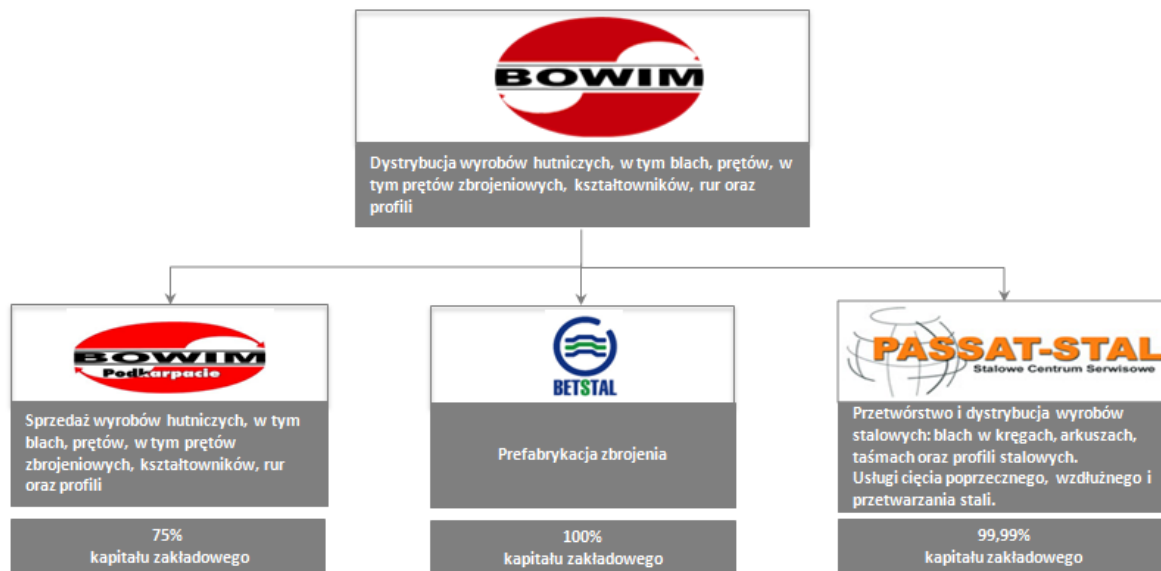 BOWIM
Dystrybucja wyrobów hutniczych, w tym blach, prętów, w
tym prętów zbrojeniowych, kształtowników, rur oraz
profili
BOWIM
Podkarpacie
Sprzedaż wyrobów hutniczych, w tym
blach, prętów, w tym prętów
zbrojeniowych, kształtowników, rur
oraz profili
75%
kapitału zakładowego
BETSTAL
Prefabrykacja zbrojenia
100%
kapitału zakładowego
PASSAT-STAL
Stalowe Centrum Serwisowe
Przetwórstwo i dystrybucja wyrobów
stalowych: blach w kręgach, arkuszach,
taśmach oraz profili stalowych.
Usługi cięcia poprzecznego, wzdłużnego i
przetwarzania stali.
99,99%
kapitału zakładowego